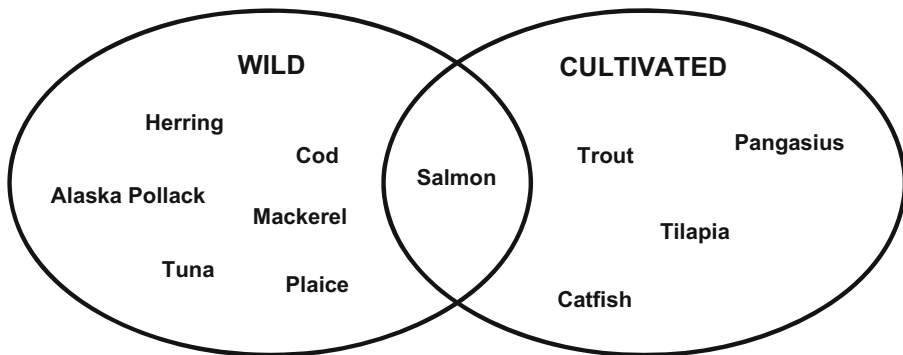 WILD
CULTIVATED
Herring
Cod
Alaska Pollack
Mackerel
Tuna
Plaice
Salmon
Trout
Pangasius
Tilapia
Catfish